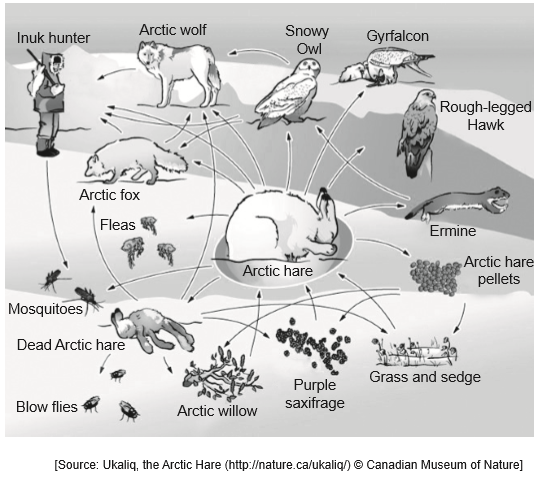 Inuk hunter
Arctic wolf
Snowy
Owl
Gyrfalcon
Rough-legged
Hawk
Arctic fox
Ermine
Fleas
Arctic hare
Arctic hare
pellets
Mosquitoes
Dead Arctic hare
Blow flies
Arctic willow
Purple
saxifrage
Grass and sedge
[Source: Ukaliq, the Arctic Hare (http://nature.ca/ukaliq/) © Canadian Museum of Nature]